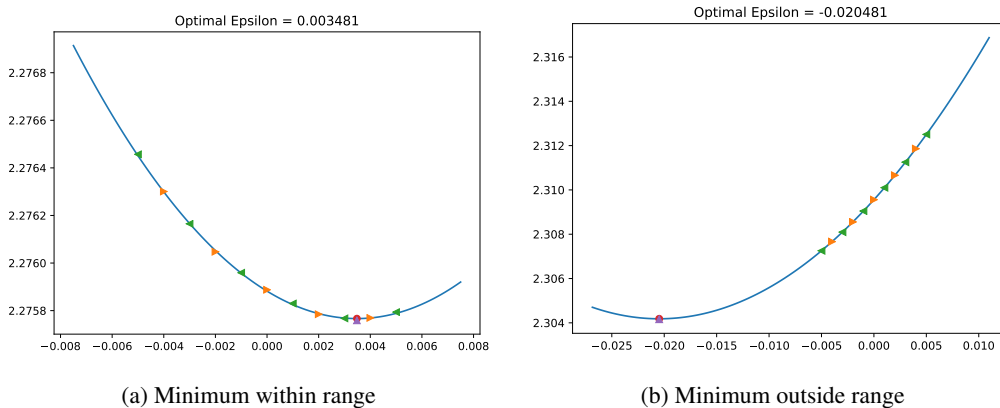 Optimal Epsilon = 0.003481
2.2768
2.2766
2.2764
2.2762
2.2760
2.2758
−0.008 −0.006 −0.004 −0.002 0.000 0.002 0.004 0.006 0.008
(a) Minimum within range
Optimal Epsilon = -0.020481
2.316
2.314
2.312
2.310
2.308
2.306
2.304
−0.025 −0.020 −0.015 −0.010 −0.005 0.000 0.005 0.010
(b) Minimum outside range